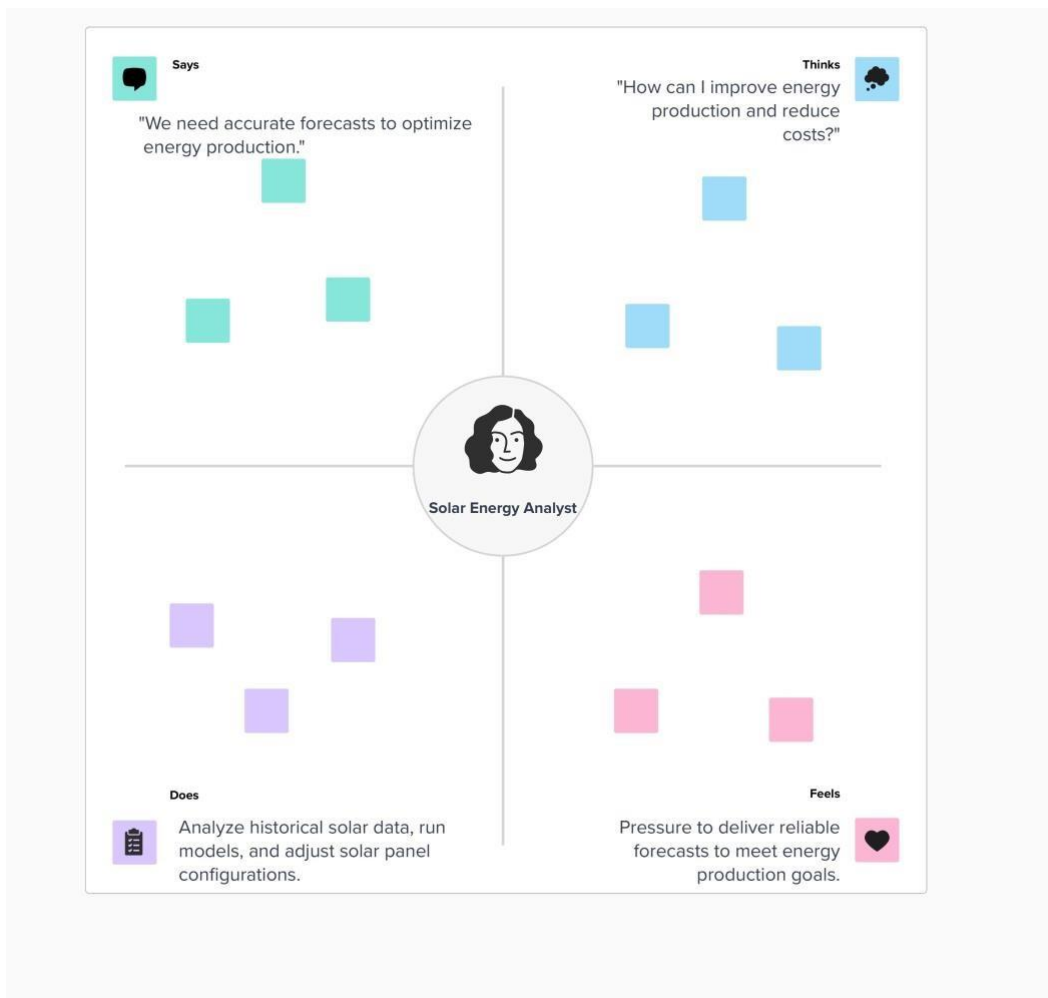 Says
"We need accurate forecasts to optimize
energy production."
Thinks
"How can I improve energy
production and reduce
costs?"
Solar Energy Analyst
Does
Analyze historical solar data, run
models, and adjust solar panel
configurations.
Feels
Pressure to deliver reliable
forecasts to meet energy
production goals.